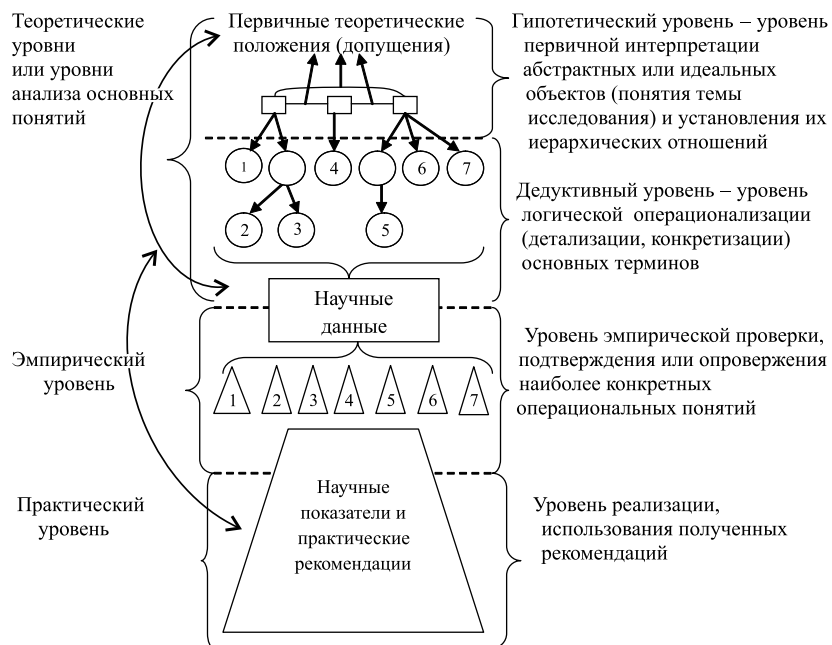 Теоретические
уровни
или уровни
анализа основных
понятий
Первичные теоретические
положения (допущения)
Гипотетический уровень – уровень
первичной интерпретации
абстрактных или идеальных
объектов (понятия темы
исследования) и установления их
иерархических отношений
1
4
6
7
2
3
5
Дедуктивный уровень – уровень
логической операционализации
(детализации, конкретизации)
основных терминов
Научные
данные
Эмпирический
уровень
1
2
3
4
5
6
7
Уровень эмпирической проверки,
подтверждения или опровержения
наиболее конкретных
операциональных понятий
Практический
уровень
Научные
показатели и
практические
рекомендации
Уровень реализации,
использования полученных
рекомендаций